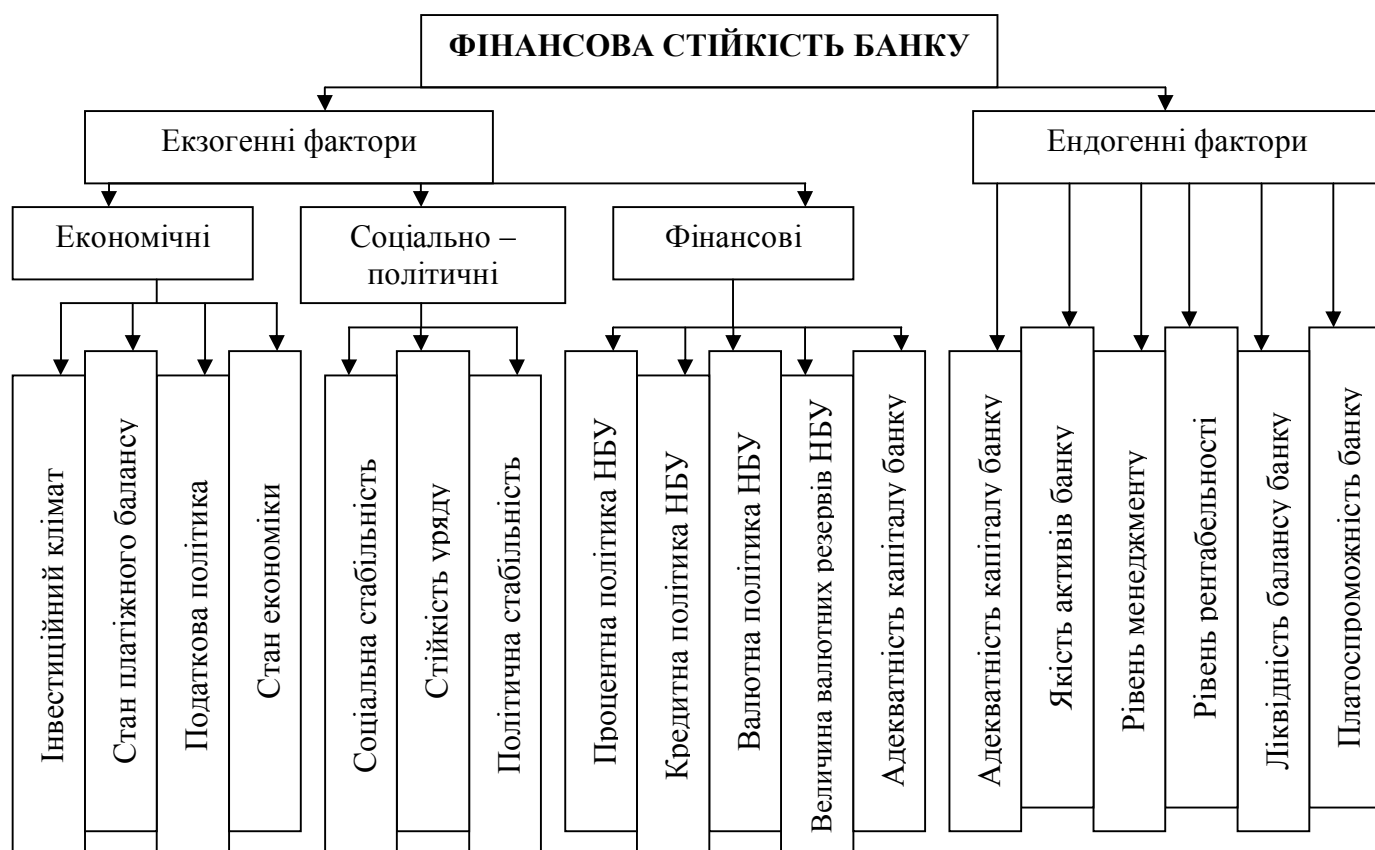 ФІНАНСОВА СТІЙКІСТЬ БАНКУ
Екзогенні фактори
Ендогенні фактори
Економічні
Соціально –
політичні
Фінансові
Інвестиційний клімат
Стан платіжного балансу
Податкова політика
Стан економіки
Соціальна стабільність
Стійкість уряду
Політична стабільність
Процентна політика НБУ
Кредитна політика НБУ
Валютна політика НБУ
Величина валютних резервів НБУ
Адекватність капіталу банку
Адекватність капіталу банку
Якість активів банку
Рівень менеджменту
Рівень рентабельності
Ліквідність балансу банку
Платоспроможність банку